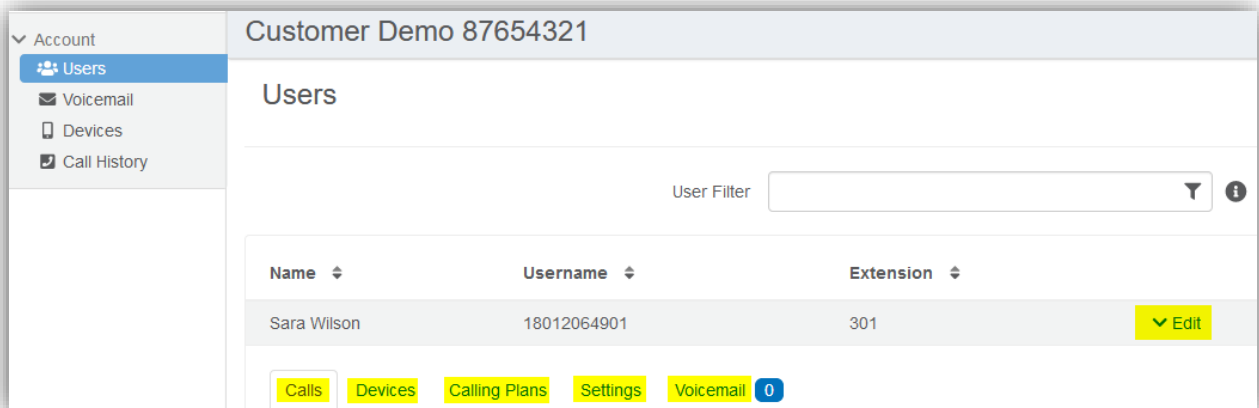 Account
Users
Voicemail
Devices
Call History
Customer Demo 87654321
Users
User Filter
Name Username Extension
Sara Wilson 18012064901 301 Edit
Calls Devices Calling Plans Settings Voicemail 0